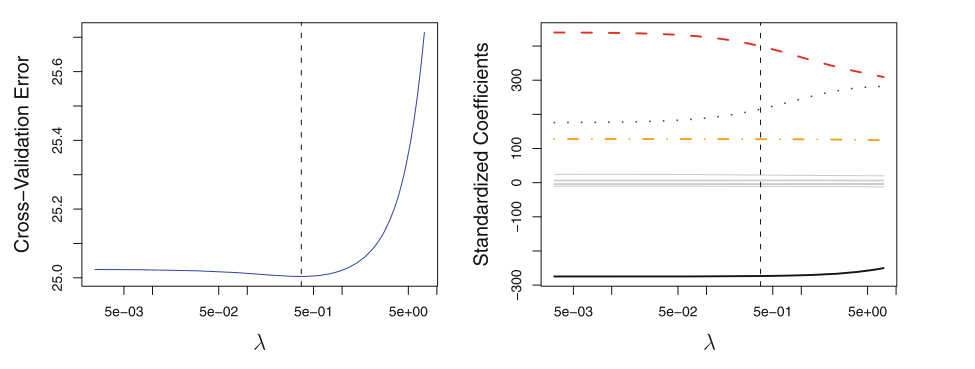 Cross−Validation Error
25.0
25.2
25.4
25.6
5e−03
5e−02
5e−01
5e+00
λ
Standardized Coefficients
−300
−100
0
100
300
5e−03
5e−02
5e−01
5e+00
λ